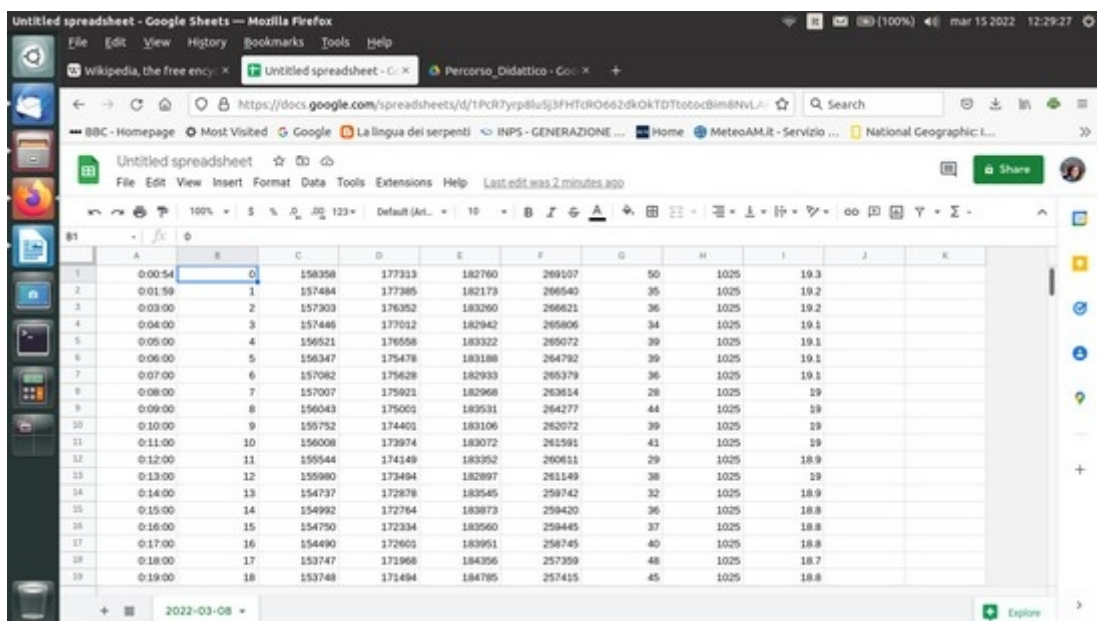 Untitled spreadsheet - Google Sheets — Mozilla Firefox (100%) mar 15 2022 12:29:27
File Edit View History Bookmarks Tools Help
Wikipedia, the free ency Untitled spreadsheet - G Percorso_Didattico - Goo
https://docs.google.com/spreadsheets/d/ Search
BBC - Homepage Most Visited Google La lingua dei serpenti INPS - GENERAZIONE ... Home MeteoAM.it - Servizio ... National Geographic: I...
Untitled spreadsheet
Share
File Edit View Insert Format Data Tools Extensions Help Last edit was 2 minutes ago
100% $ % .0 .00 123 Default (Ari... 10 B I S A
B1 fx 0
A B C D E F G H I J K
1 0:00:54 0 158358 177313 182760 269107 50 1025 19.3
2 0:01:59 1 157484 177385 182173 266540 35 1025 19.2
3 0:03:00 2 157303 176352 183260 266621 36 1025 19.2
4 0:04:00 3 157446 177012 182942 265806 34 1025 19.1
5 0:05:00 4 156521 176558 183322 265072 39 1025 19.1
6 0:06:00 5 156347 175478 183188 264792 39 1025 19.1
7 0:07:00 6 157082 175628 182933 265379 36 1025 19.1
8 0:08:00 7 157007 175921 182968 263614 28 1025 19
9 0:09:00 8 156043 175001 183531 264277 44 1025 19
10 0:10:00 9 155752 174401 183106 262072 39 1025 19
11 0:11:00 10 156008 173974 183072 261591 41 1025 19
12 0:12:00 11 155544 174149 183352 260611 29 1025 18.9
13 0:13:00 12 155980 173494 182897 261149 38 1025 19
14 0:14:00 13 154737 172878 183545 259742 32 1025 18.9
15 0:15:00 14 154992 172764 183873 259420 36 1025 18.8
16 0:16:00 15 154750 172334 183560 259445 37 1025 18.8
17 0:17:00 16 154490 172601 183951 258745 40 1025 18.8
18 0:18:00 17 153747 171968 184356 257359 48 1025 18.7
19 0:19:00 18 153748 171494 184785 257415 45 1025 18.8
2022-03-08 Explore